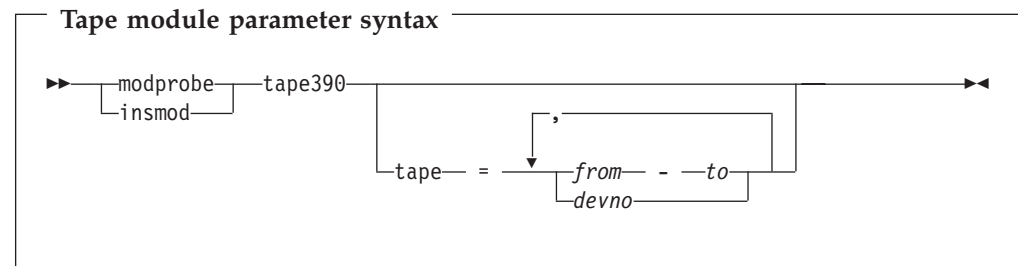 Tape module parameter syntax
modprobe tape390
insmod
,
tape = from - to
devno